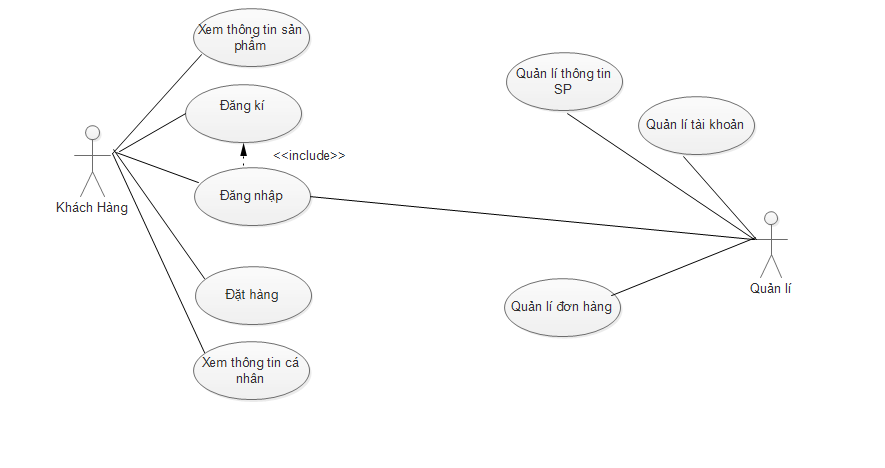 Xem thông tin sản
phẩm
Đăng kí
<<include>>
Đăng nhập
Khách Hàng
Đặt hàng
Xem thông tin cá
nhân
Quản lí thông tin
SP
Quản lí tài khoản
Quản lí
Quản lí đơn hàng